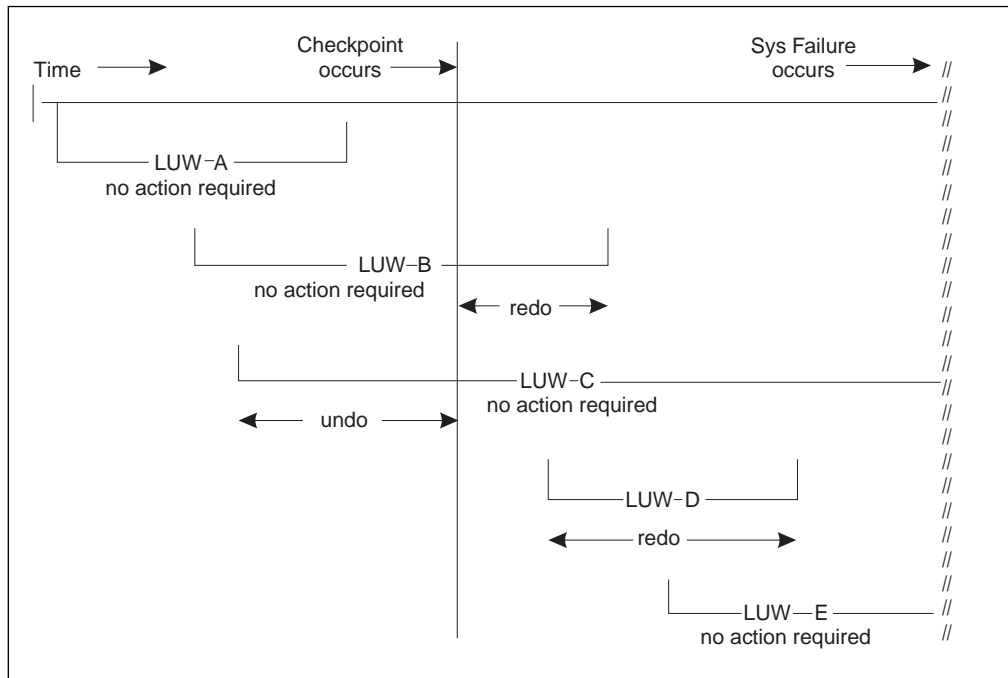 Checkpoint
occurs
Sys Failure
occurs
Time
LUW-A
no action required
LUW-B
no action required
redo
LUW-C
no action required
undo
LUW-D
redo
LUW-E
no action required